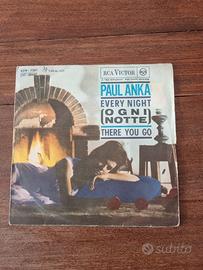 RCA VICTOR
PAUL ANKA
EVERY NIGHT
(OGNI
NOTTE)
THERE YOU GO
subito